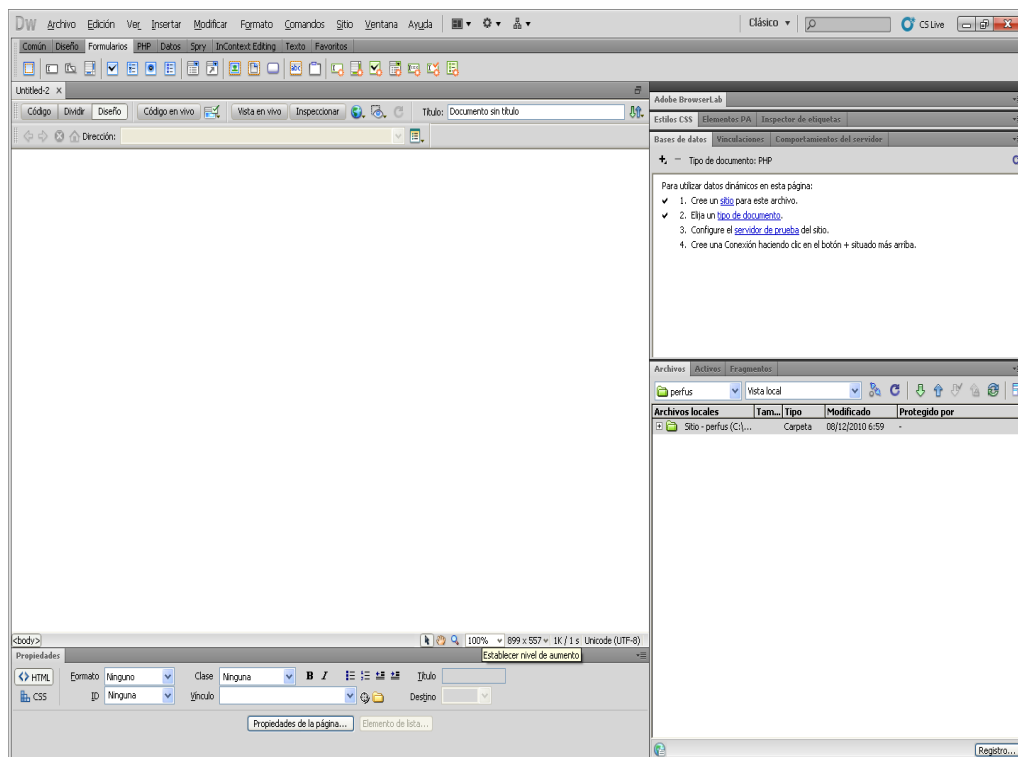 Dw Archivo Edición Ver Insertar Modificar Formato Comandos Sitio Ventana Ayuda Clásico CS Live
Común Diseño Formularios PHP Datos Spry InContext Editing Texto Favoritos
Untitled-2 ×
Código Dividir Diseño Código en vivo Vista en vivo Inspeccionar Título: Documento sin título
Dirección:
Adobe BrowserLab
Estilos CSS Elementos PA Inspector de etiquetas
Bases de datos Vinculaciones Comportamientos del servidor
Tipo de documento: PHP
Para utilizar datos dinámicos en esta página:
1. Cree un sitio para este archivo.
2. Elija un tipo de documento.
3. Configure el servidor de prueba del sitio.
4. Cree una Conexión haciendo clic en el botón + situado más arriba.
Archivos Activos Fragmentos
perfus Vista local
Archivos locales Tam... Tipo Modificado Protegido por
Sitio - perfus (C:\... Carpeta 08/12/2010 6:59 -
<body> 100% 899 x 557 1K / 1 s Unicode (UTF-8)
Establecer nivel de aumento
Propiedades
<> HTML Formato Ninguno Clase Ninguna B I Título
CSS ID Ninguna Vínculo Destino
Propiedades de la página... Elemento de lista...
Registro...